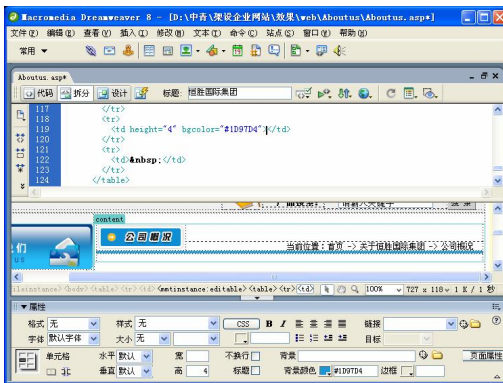 Macromedia Dreamweaver 8 - [D:\中青\架设企业网站\效果\web\Aboutus\Aboutus.asp*]
文件(F) 编辑(E) 查看(V) 插入(I) 修改(M) 文本(T) 命令(C) 站点(S) 窗口(W) 帮助(H)
常用
Aboutus.asp*
代码 拆分 设计 标题: 恒胜国际集团
117 </tr>
118 <tr>
119 <td height="4" bgcolor="#1D97D4"></td>
120 </tr>
121 <tr>
122 <td>&nbsp;</td>
123 </tr>
124 </table>
content
们
公司概况
当前位置：首页 -> 关于恒胜国际集团 -> 公司概况
<body> <table> <tr> <td> <mmtinstance:editable> <table> <tr> <td> 100% 727 x 118 1 K / 1 秒
属性
格式 无 样式 无 CSS B I 链接
字体 默认字体 大小 无 目标
单元格 水平 默认 宽 不换行 背景 页面属性
垂直 默认 高 4 标题 背景颜色 #1D97D4 边框